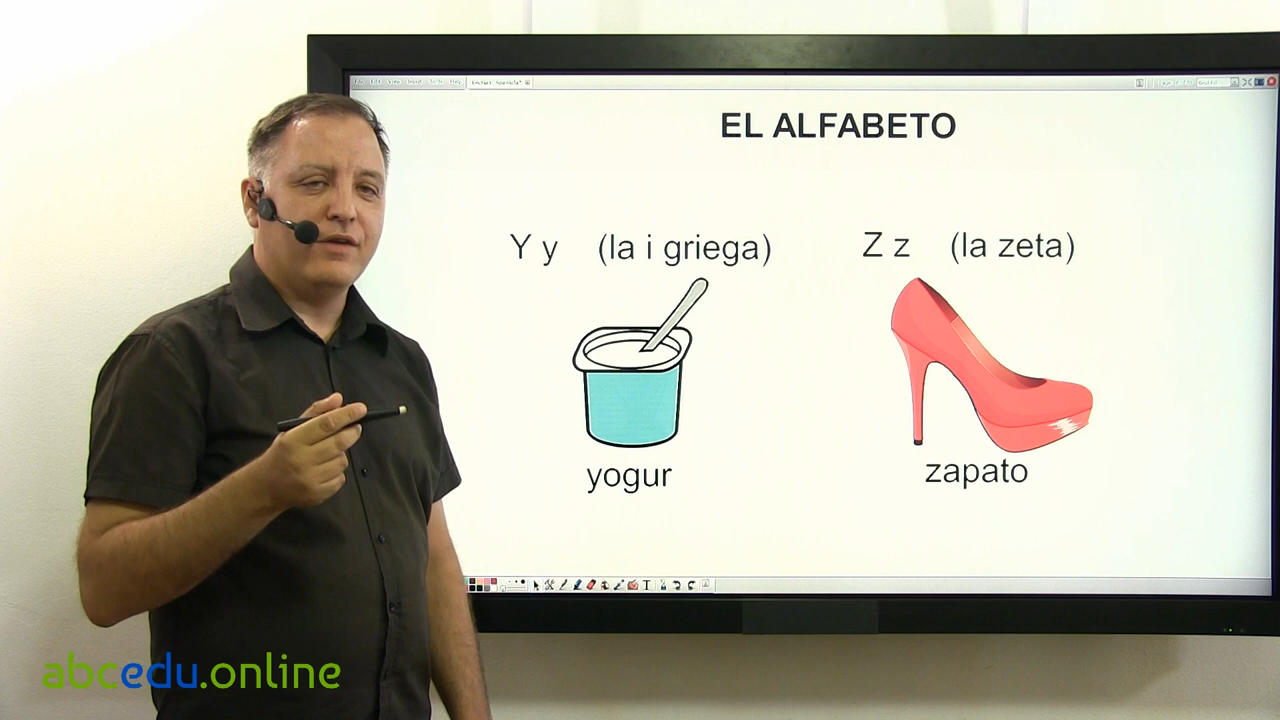 EL ALFABETO
Y y (la i griega) Z z (la zeta)
yogur zapato
abcedu.online